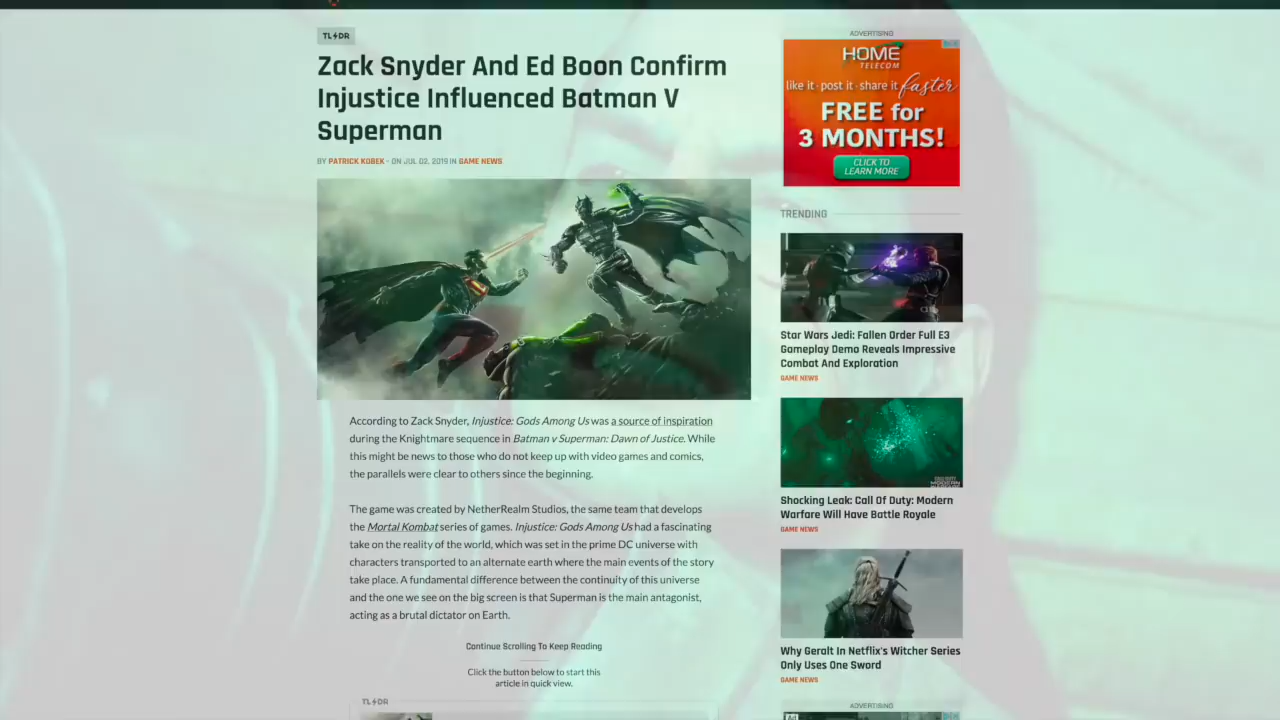 TL⚡DR
Zack Snyder And Ed Boon Confirm
Injustice Influenced Batman V
Superman
BY PATRICK KOBEK - ON JUL 02, 2019 IN GAME NEWS
According to Zack Snyder, Injustice: Gods Among Us was a source of inspiration
during the Knightmare sequence in Batman v Superman: Dawn of Justice. While
this might be news to those who do not keep up with video games and comics,
the parallels were clear to others since the beginning.
The game was created by NetherRealm Studios, the same team that develops
the Mortal Kombat series of games. Injustice: Gods Among Us had a fascinating
take on the reality of the world, which was set in the prime DC universe with
characters transported to an alternate earth where the main events of the story
take place. A fundamental difference between the continuity of this universe
and the one we see on the big screen is that Superman is the main antagonist,
acting as a brutal dictator on Earth.
Continue Scrolling To Keep Reading
Click the button below to start this
article in quick view.
TL⚡DR
ADVERTISING
HOME
TELECOM
like it · post it · share it faster
FREE for
3 MONTHS!
CLICK TO
LEARN MORE
TRENDING
Star Wars Jedi: Fallen Order Full E3
Gameplay Demo Reveals Impressive
Combat And Exploration
GAME NEWS
CALL OF DUTY
MODERN
WARFARE
Shocking Leak: Call Of Duty: Modern
Warfare Will Have Battle Royale
GAME NEWS
Why Geralt In Netflix's Witcher Series
Only Uses One Sword
GAME NEWS
ADVERTISING
Ad